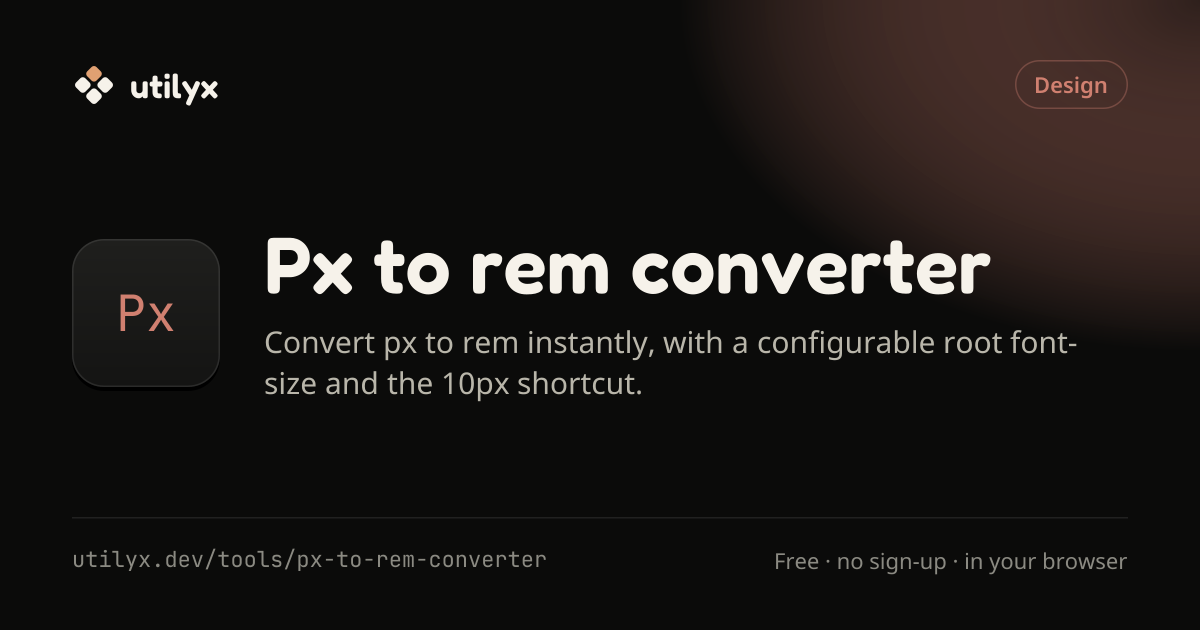 utilyx
Design
Px
Px to rem converter
Convert px to rem instantly, with a configurable root font-
size and the 10px shortcut.
utilyx.dev/tools/px-to-rem-converter
Free · no sign-up · in your browser